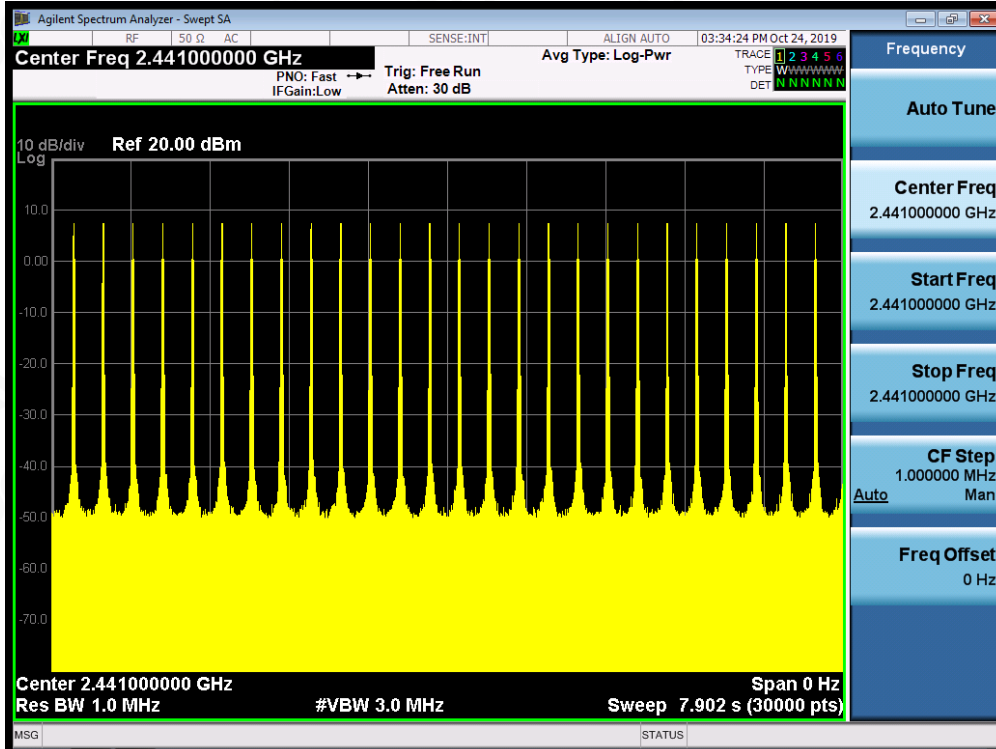 Agilent Spectrum Analyzer - Swept SA
LXI RF 50 Ω AC SENSE:INT ALIGN AUTO 03:34:24 PM Oct 24, 2019
Center Freq 2.441000000 GHz
PNO: Fast
IFGain:Low
Trig: Free Run
Atten: 30 dB
Avg Type: Log-Pwr
TRACE 1 2 3 4 5 6
TYPE W W W W W W
DET N N N N N N
10 dB/div Ref 20.00 dBm
Log
10.0
0.00
-10.0
-20.0
-30.0
-40.0
-50.0
-60.0
-70.0
Center 2.441000000 GHz Span 0 Hz
Res BW 1.0 MHz #VBW 3.0 MHz Sweep 7.902 s (30000 pts)
MSG STATUS
Frequency
Auto Tune
Center Freq
2.441000000 GHz
Start Freq
2.441000000 GHz
Stop Freq
2.441000000 GHz
CF Step
1.000000 MHz
Auto Man
Freq Offset
0 Hz